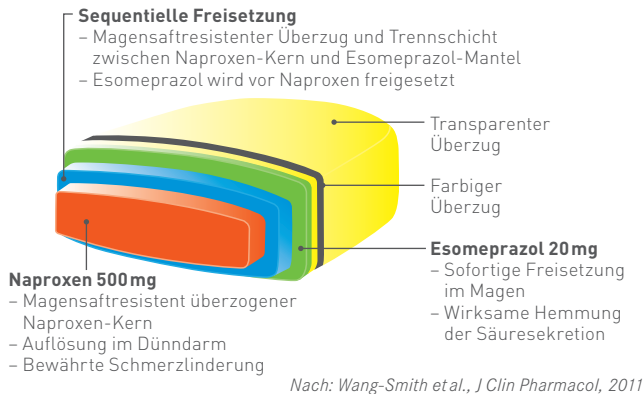 Sequentielle Freisetzung
– Magensaftresistenter Überzug und Trennschicht
zwischen Naproxen-Kern und Esomeprazol-Mantel
– Esomeprazol wird vor Naproxen freigesetzt
Transparenter
Überzug
Farbiger
Überzug
Esomeprazol 20 mg
– Sofortige Freisetzung
im Magen
– Wirksame Hemmung
der Säuresekretion
Naproxen 500 mg
– Magensaftresistent überzogener
Naproxen-Kern
– Auflösung im Dünndarm
– Bewährte Schmerzlinderung
Nach: Wang-Smith et al., J Clin Pharmacol, 2011